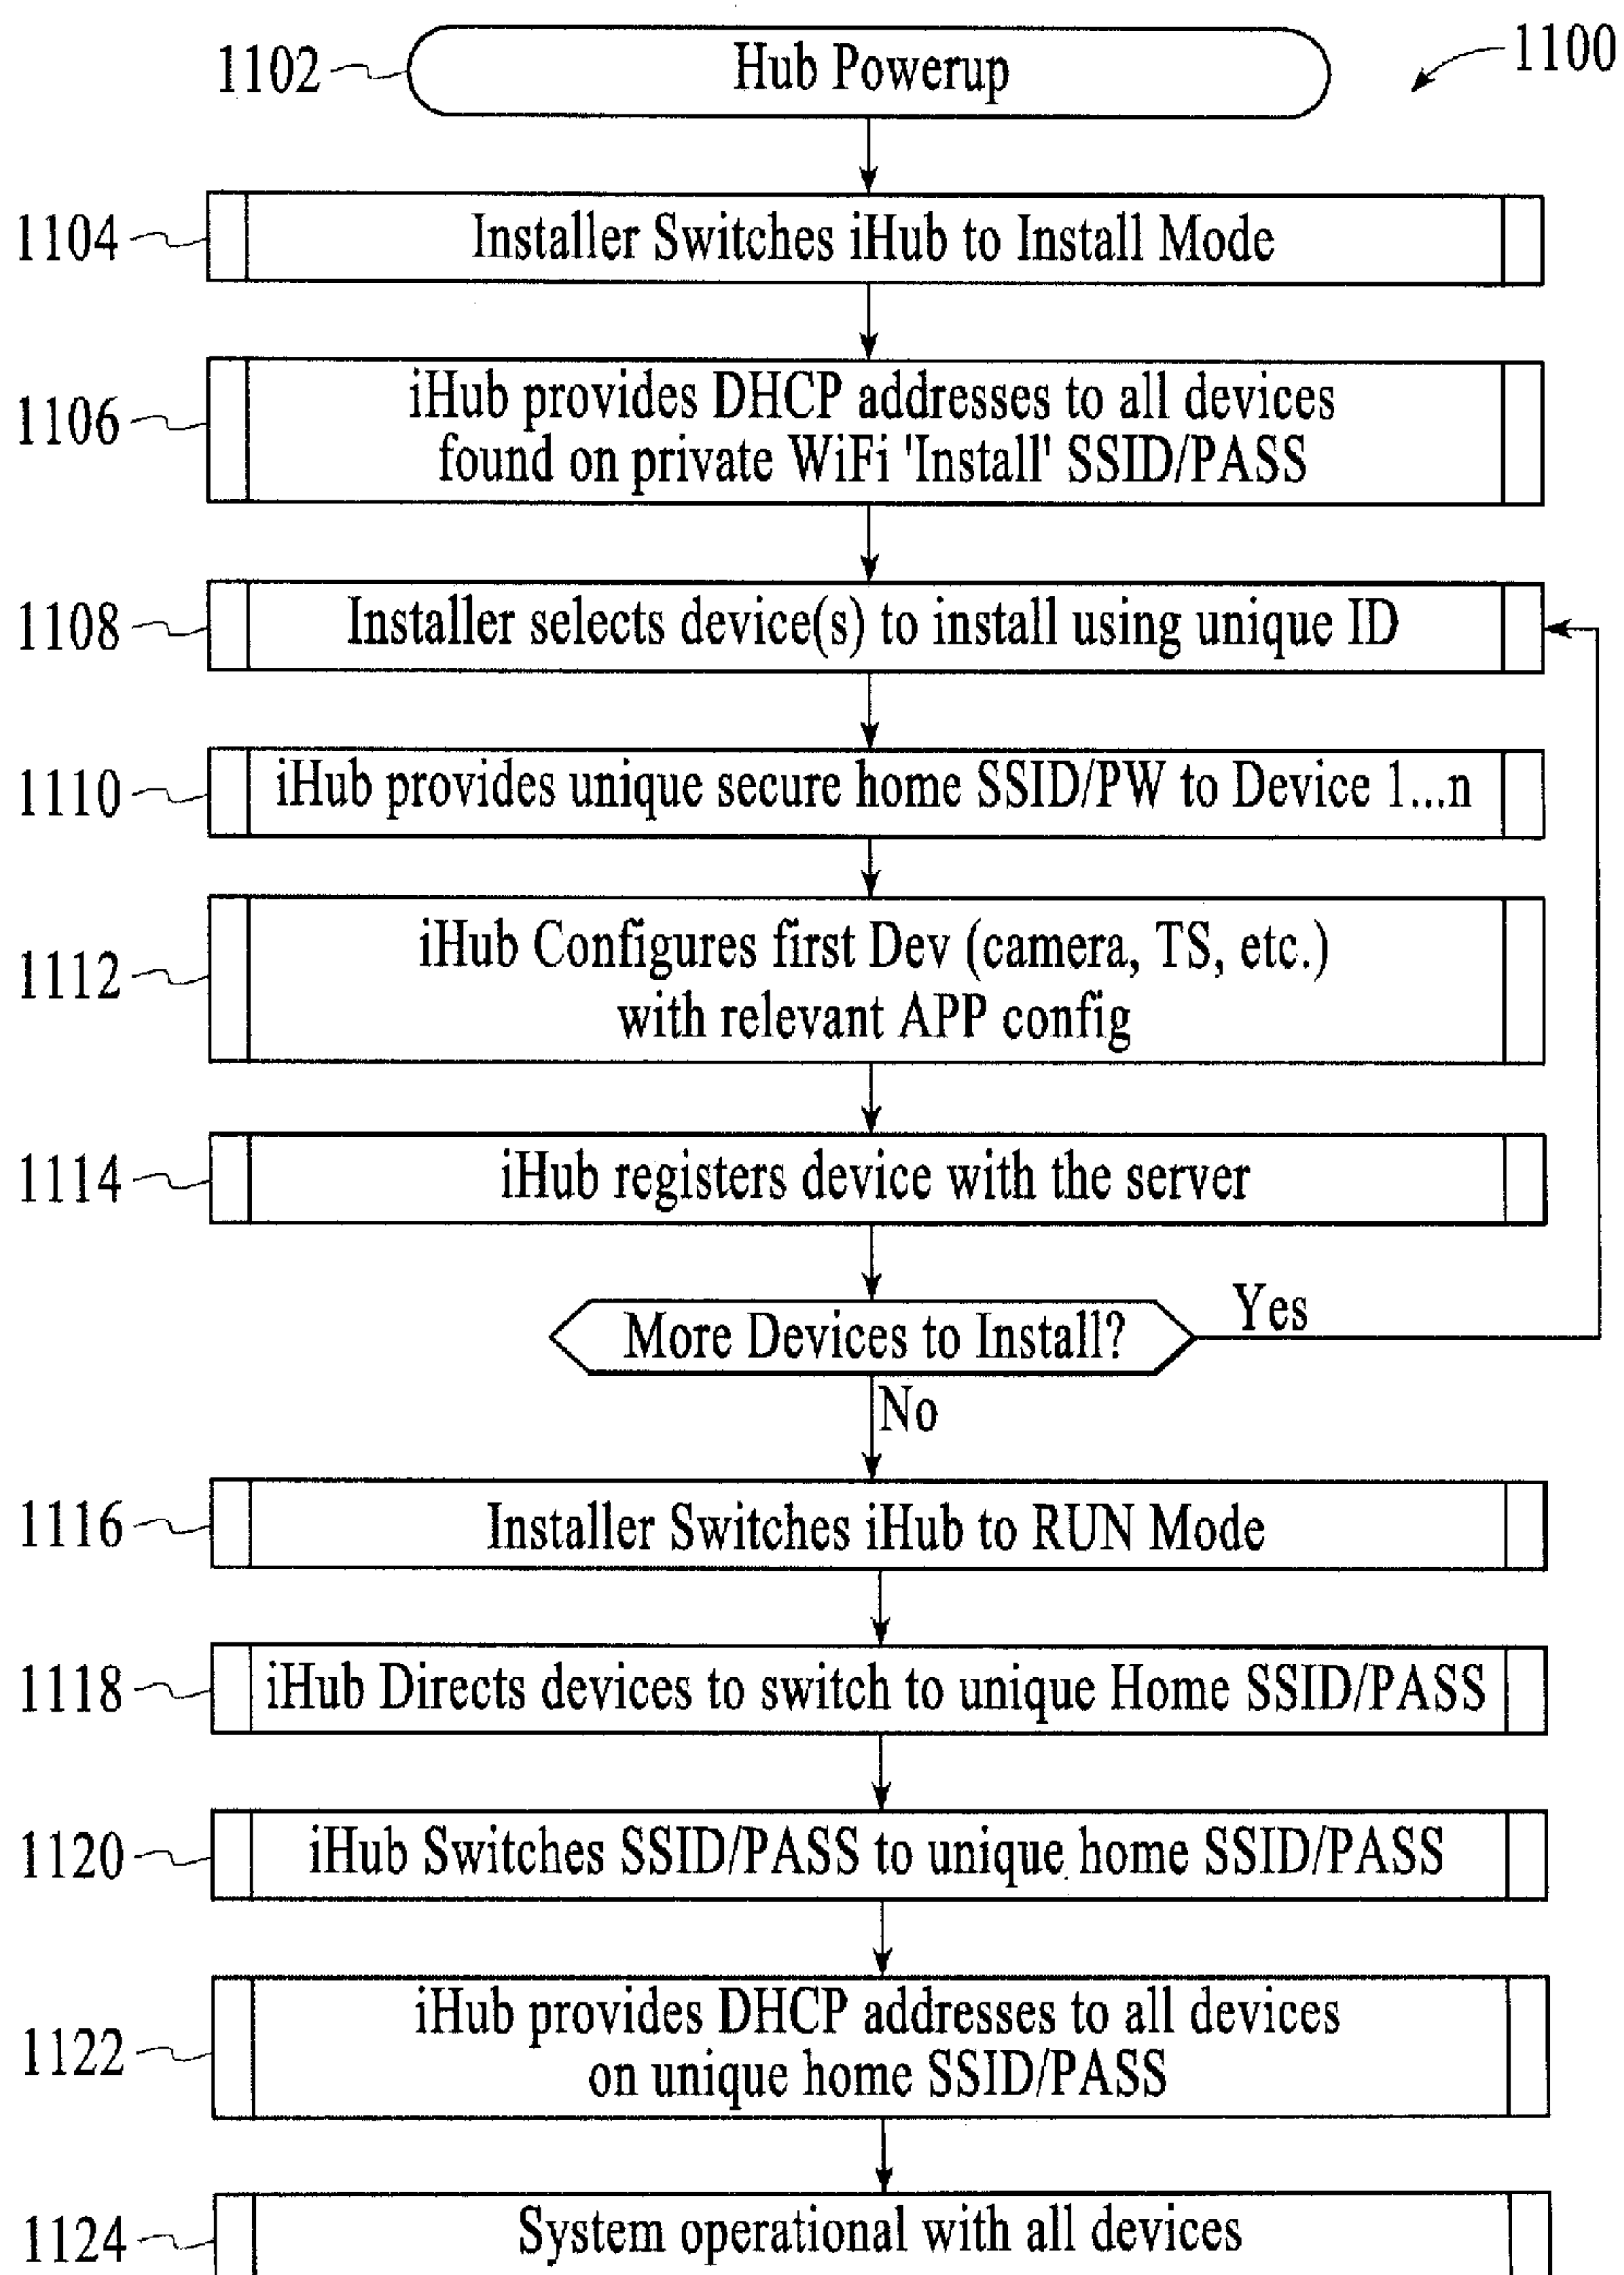 1100
1102
Hub Powerup
1104
Installer Switches iHub to Install Mode
1106
iHub provides DHCP addresses to all devices
found on private WiFi 'Install' SSID/PASS
1108
Installer selects device(s) to install using unique ID
1110
iHub provides unique secure home SSID/PW to Device 1...n
1112
iHub Configures first Dev (camera, TS, etc.)
with relevant APP config
1114
iHub registers device with the server
More Devices to Install?
Yes
No
1116
Installer Switches iHub to RUN Mode
1118
iHub Directs devices to switch to unique Home SSID/PASS
1120
iHub Switches SSID/PASS to unique home SSID/PASS
1122
iHub provides DHCP addresses to all devices
on unique home SSID/PASS
1124
System operational with all devices